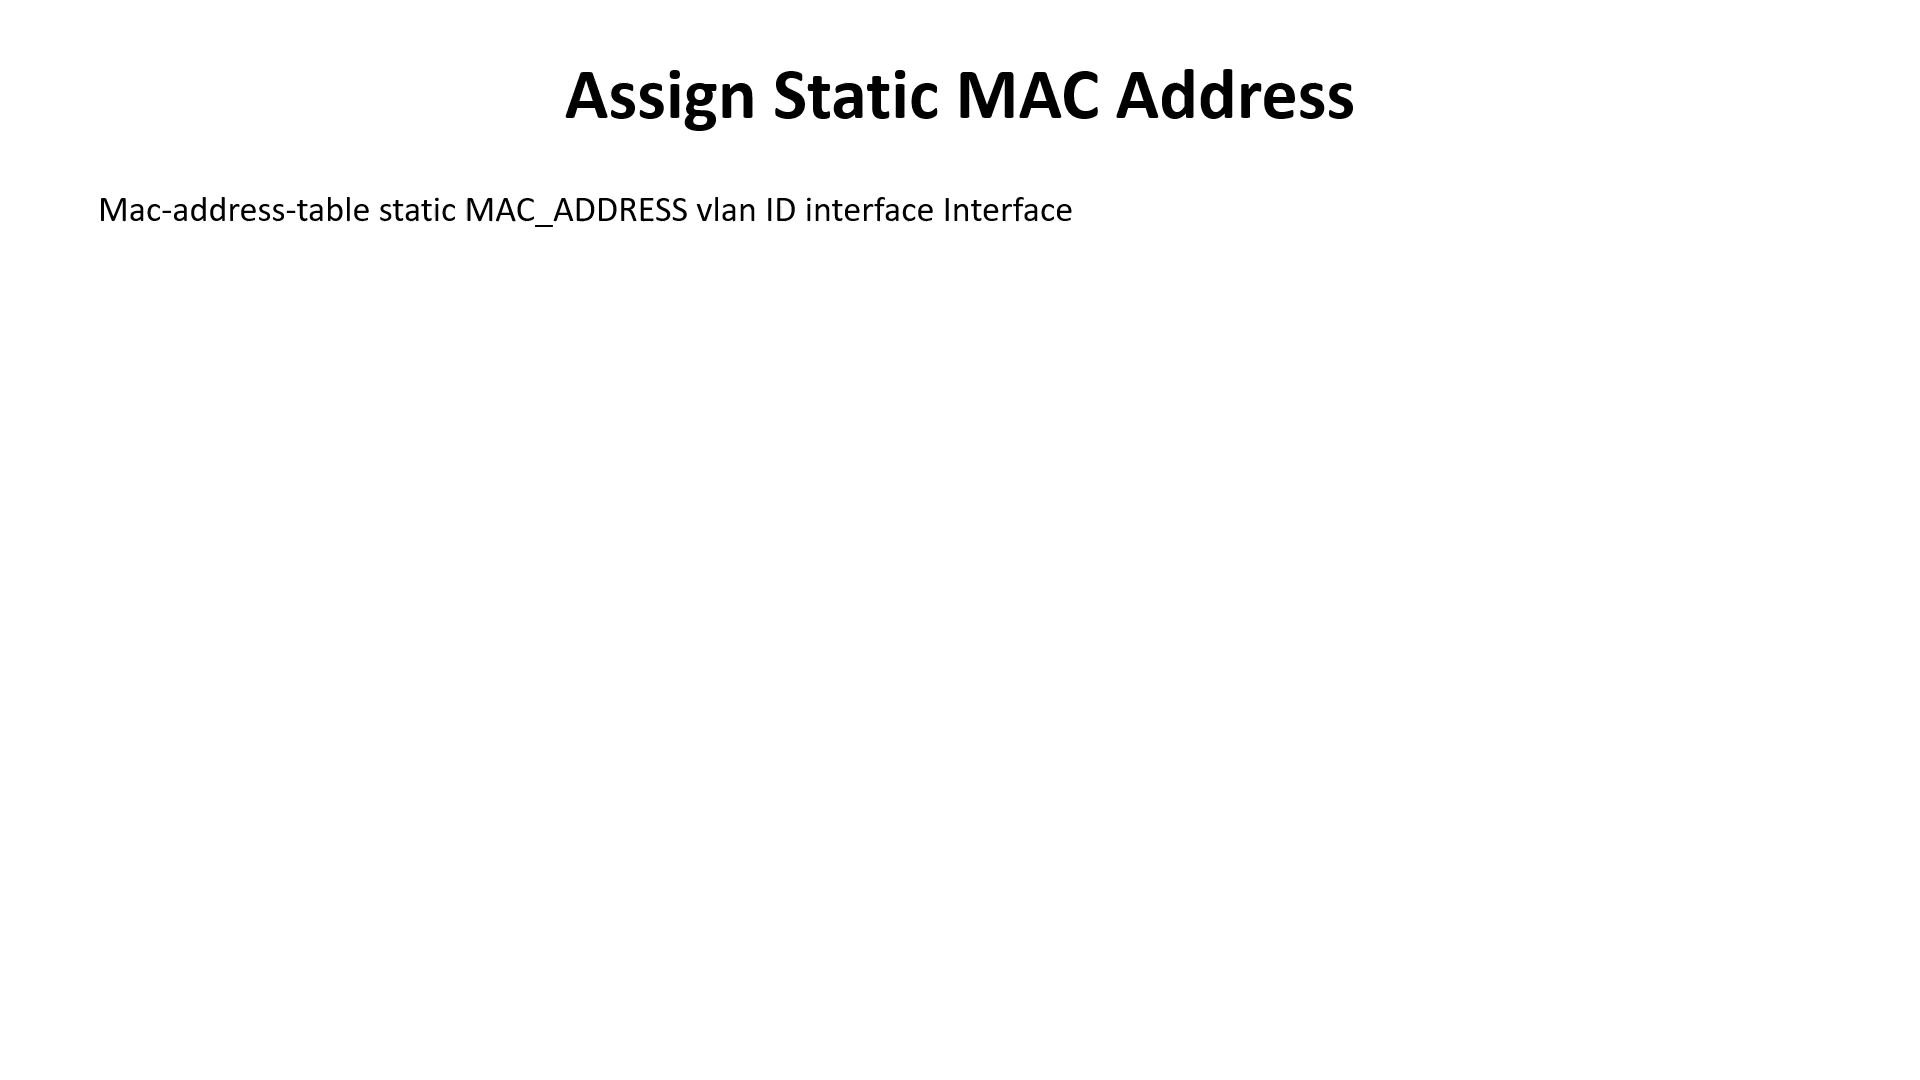 Assign Static MAC Address
Mac-address-table static MAC_ADDRESS vlan ID interface Interface